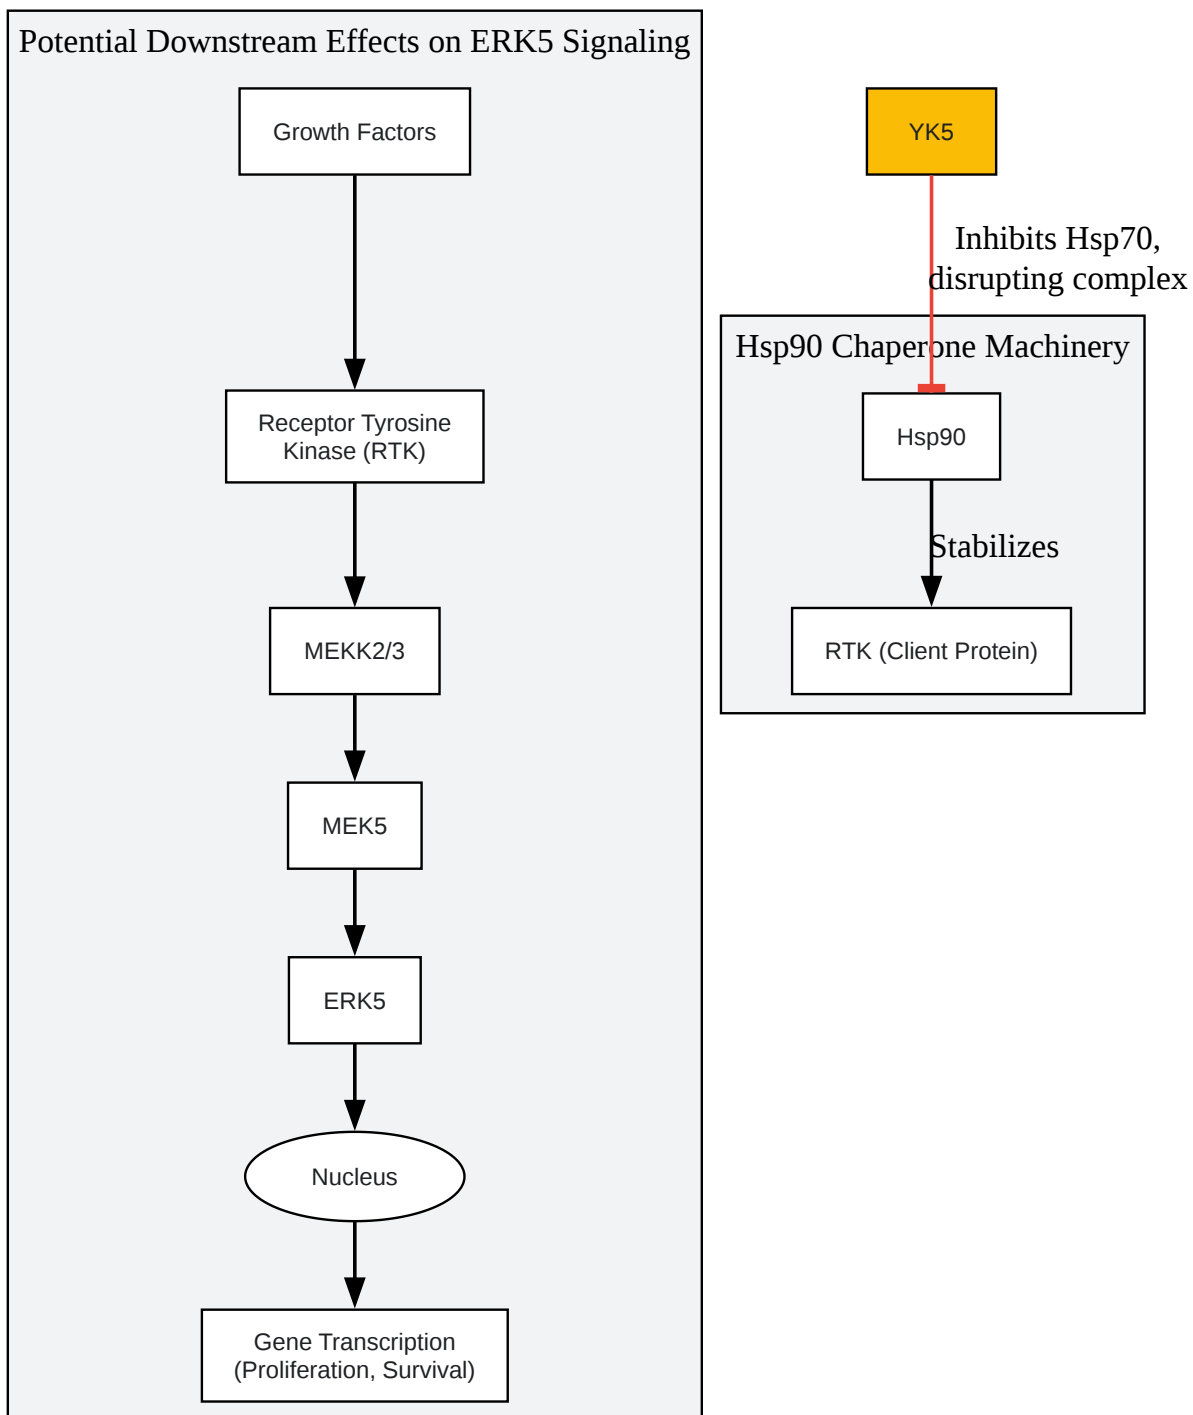 Potential Downstream Effects on ERK5 Signaling
Growth Factors
Receptor Tyrosine
Kinase (RTK)
MEKK2/3
MEK5
ERK5
Nucleus
Gene Transcription
(Proliferation, Survival)
YK5
Inhibits Hsp70,
disrupting complex
Hsp90 Chaperone Machinery
Hsp90
Stabilizes
RTK (Client Protein)